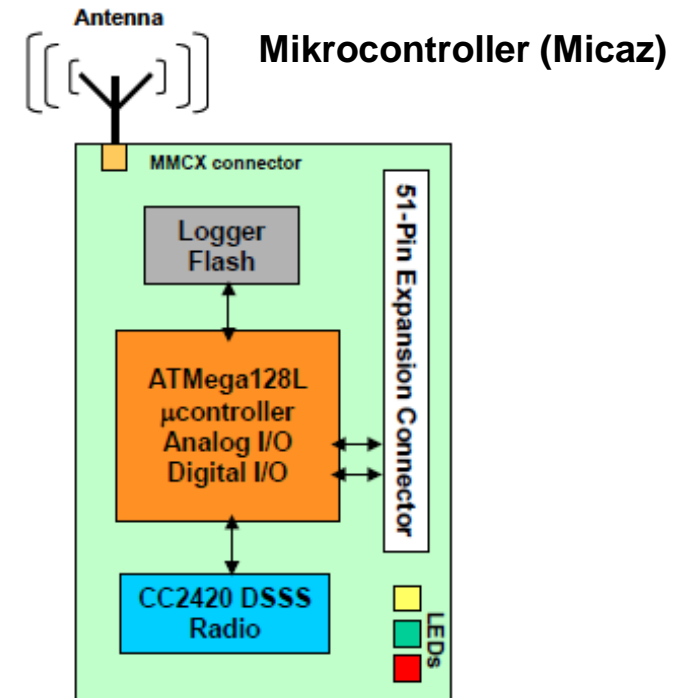 Antenna
Mikrocontroller (Micaz)
MMCX connector
Logger
Flash
51-Pin Expansion Connector
ATMega128L
μcontroller
Analog I/O
Digital I/O
CC2420 DSSS
Radio
LEDs